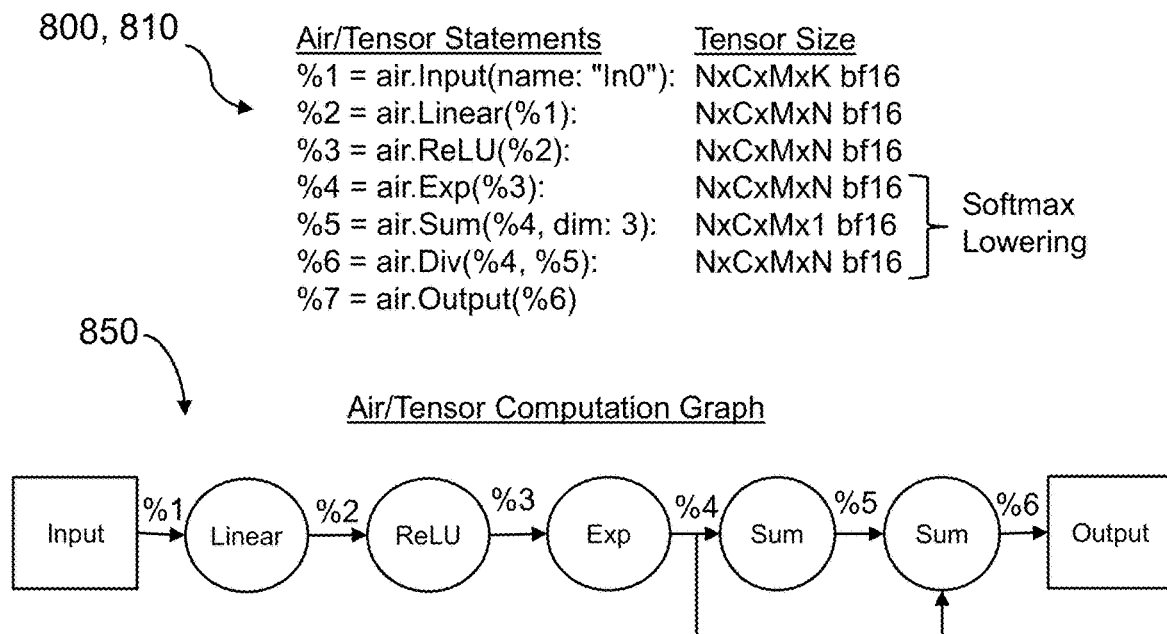 800, 810
Air/Tensor Statements Tensor Size
%1 = air.Input(name: "In0"): NxCxMxK bf16
%2 = air.Linear(%1): NxCxMxN bf16
%3 = air.ReLU(%2): NxCxMxN bf16
%4 = air.Exp(%3): NxCxMxN bf16
%5 = air.Sum(%4, dim: 3): NxCxMx1 bf16
%6 = air.Div(%4, %5): NxCxMxN bf16
%7 = air.Output(%6)
Softmax
Lowering
850
Air/Tensor Computation Graph
Input %1 Linear %2 ReLU %3 Exp %4 Sum %5 Sum %6 Output